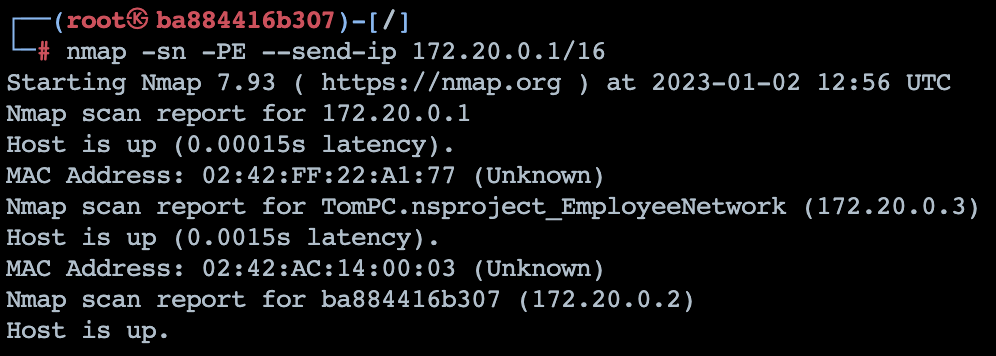 ┌──(root㉿ba884416b307)-[/]
└─# nmap -sn -PE --send-ip 172.20.0.1/16
Starting Nmap 7.93 ( https://nmap.org ) at 2023-01-02 12:56 UTC
Nmap scan report for 172.20.0.1
Host is up (0.00015s latency).
MAC Address: 02:42:FF:22:A1:77 (Unknown)
Nmap scan report for TomPC.nsproject_EmployeeNetwork (172.20.0.3)
Host is up (0.0015s latency).
MAC Address: 02:42:AC:14:00:03 (Unknown)
Nmap scan report for ba884416b307 (172.20.0.2)
Host is up.